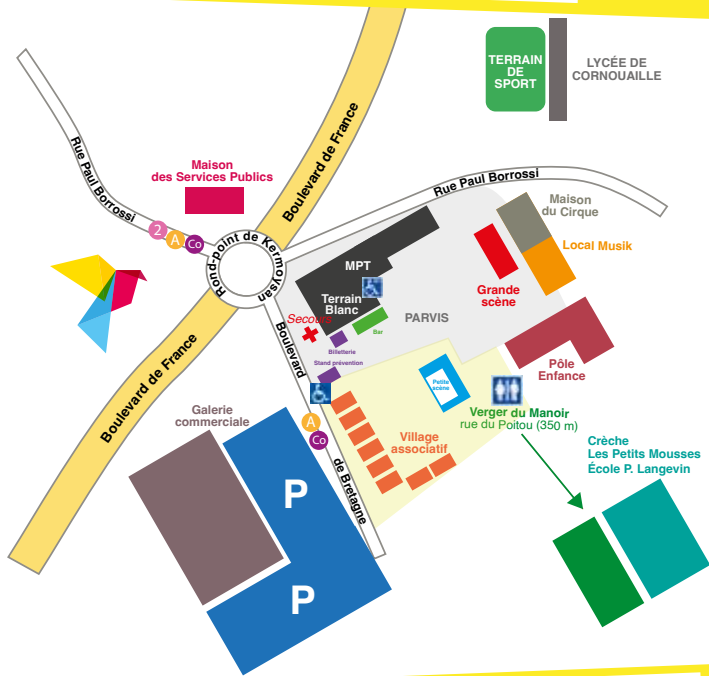 TERRAIN
DE
SPORT
LYCÉE DE
CORNOUAILLE
Boulevard de France
Rue Paul Borrossi
Maison
des Services Publics
Rue Paul Borrossi
2
A
Co
Rond-point de Kermoysan
Maison
du Cirque
Local Musik
MPT
Terrain
Blanc
Grande
scène
Secours
Bar
PARVIS
Billetterie
Stand prévention
Boulevard
de Bretagne
Boulevard de France
Pôle
Enfance
Petite
scène
A
Co
Galerie
commerciale
P
P
Village
associatif
Verger du Manoir
rue du Poitou (350 m)
Crèche
Les Petits Mousses
École P. Langevin